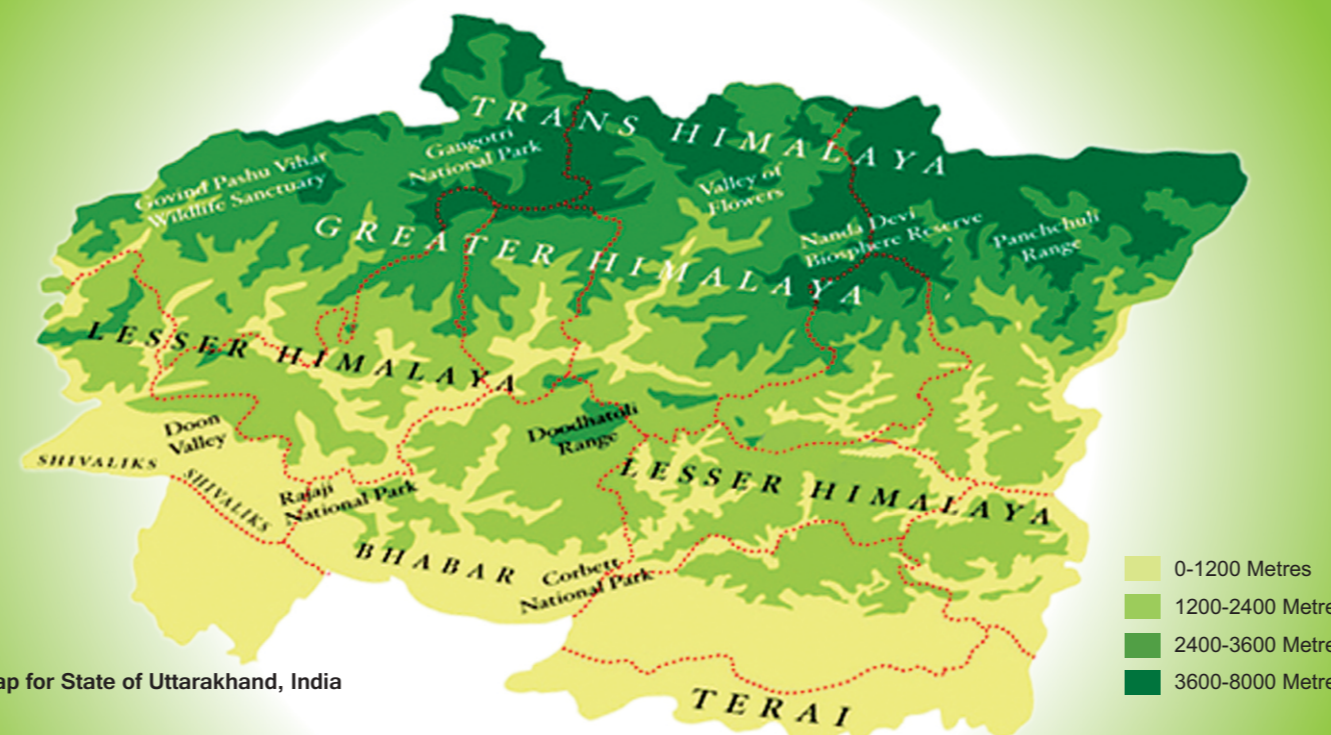 TRANS HIMALAYA
Gangotri
National Park
Govind Pashu Vihar
Wildlife Sanctuary
Valley of
Flowers
Nanda Devi
Biosphere Reserve
Panchchuli
Range
GREATER HIMALAYA
LESSER HIMALAYA
Doon
Valley
Doodhatoli
Range
SHIVALIKS
SHIVALIKS
Rajaji
National Park
LESSER HIMALAYA
BHABAR
Corbett
National Park
TERAI
0-1200 Metres
1200-2400 Metre
2400-3600 Metre
3600-8000 Metre
ap for State of Uttarakhand, India